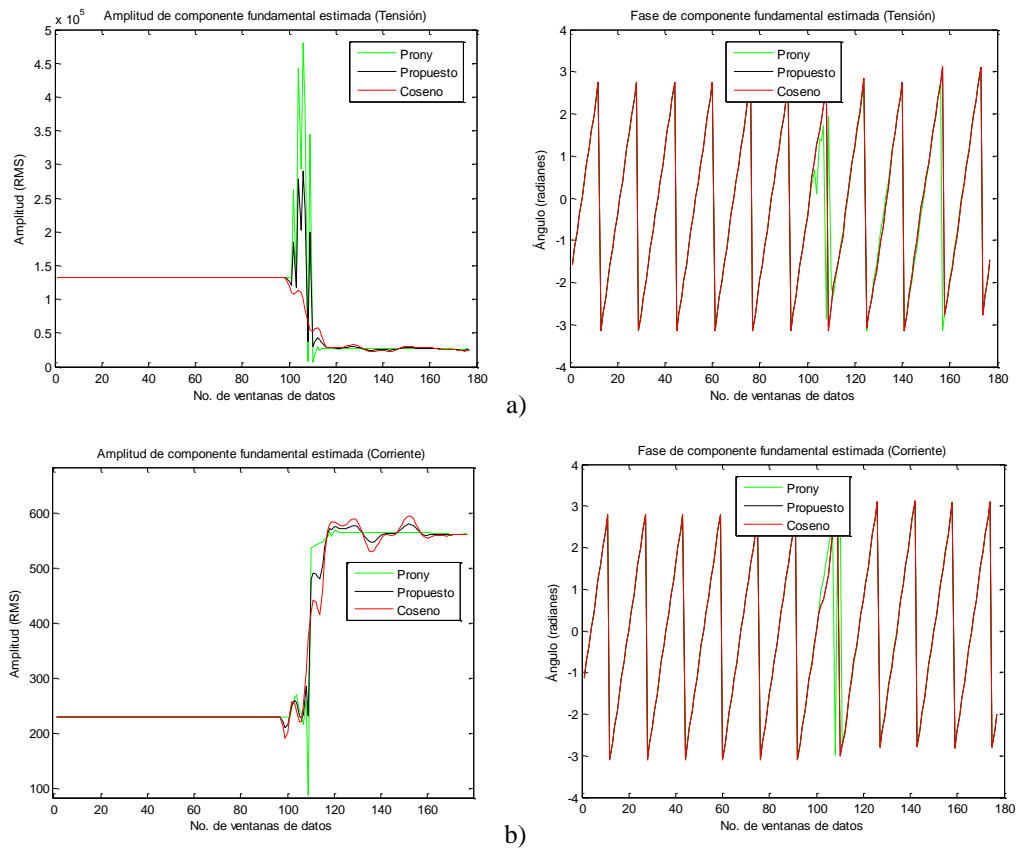 Amplitud de componente fundamental estimada (Tensión)
x 10^5
5
4.5
4
3.5
3
2.5
2
1.5
1
0.5
0
Amplitud (RMS)
Prony
Propuesto
Coseno
0 20 40 60 80 100 120 140 160 180
No. de ventanas de datos
Fase de componente fundamental estimada (Tensión)
4
3
2
1
0
-1
-2
-3
-4
Ángulo (radianes)
Prony
Propuesto
Coseno
0 20 40 60 80 100 120 140 160 180
No. de ventanas de datos
a)
Amplitud de componente fundamental estimada (Corriente)
600
500
400
300
200
100
Amplitud (RMS)
Prony
Propuesto
Coseno
0 20 40 60 80 100 120 140 160
No. de ventanas de datos
Fase de componente fundamental estimada (Corriente)
4
3
2
1
0
-1
-2
-3
-4
Ángulo (radianes)
Prony
Propuesto
Coseno
0 20 40 60 80 100 120 140 160 180
No. de ventanas de datos
b)